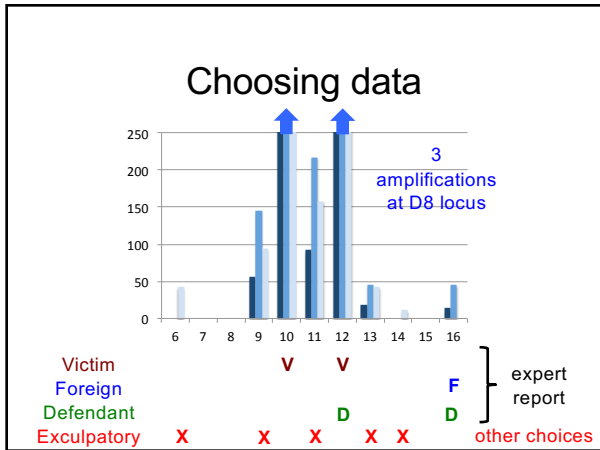 Choosing data
250
200
150
100
50
0
3
amplifications
at D8 locus
6 7 8 9 10 11 12 13 14 15 16
Victim V V
Foreign F
Defendant D D
expert
report
Exculpatory X X X X X other choices